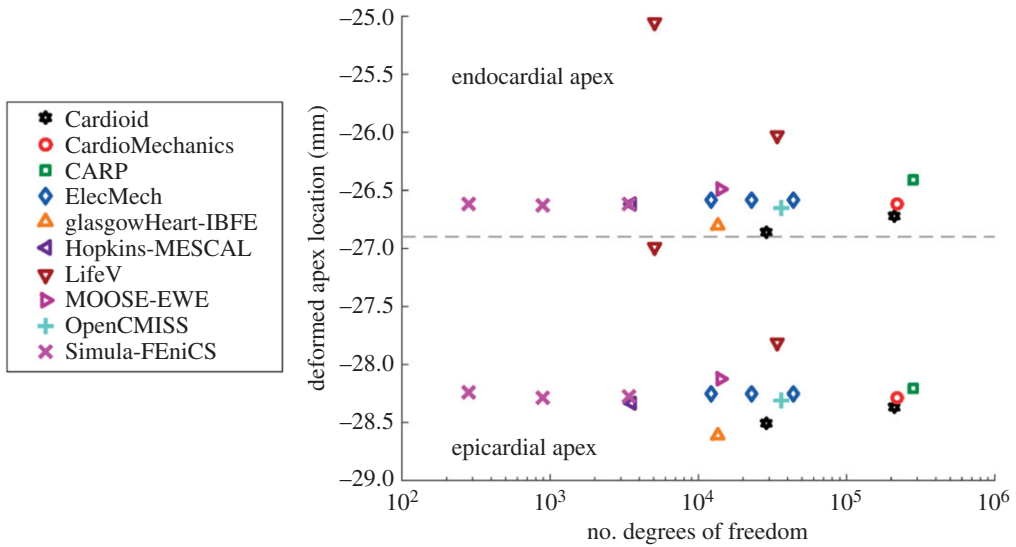 Cardioid
CardioMechanics
CARP
ElecMech
glasgowHeart-IBFE
Hopkins-MESCAL
LifeV
MOOSE-EWE
OpenCMISS
Simula-FEniCS
deformed apex location (mm)
−25.0
−25.5
−26.0
−26.5
−27.0
−27.5
−28.0
−28.5
−29.0
endocardial apex
epicardial apex
10² 10³ 10⁴ 10⁵ 10⁶
no. degrees of freedom